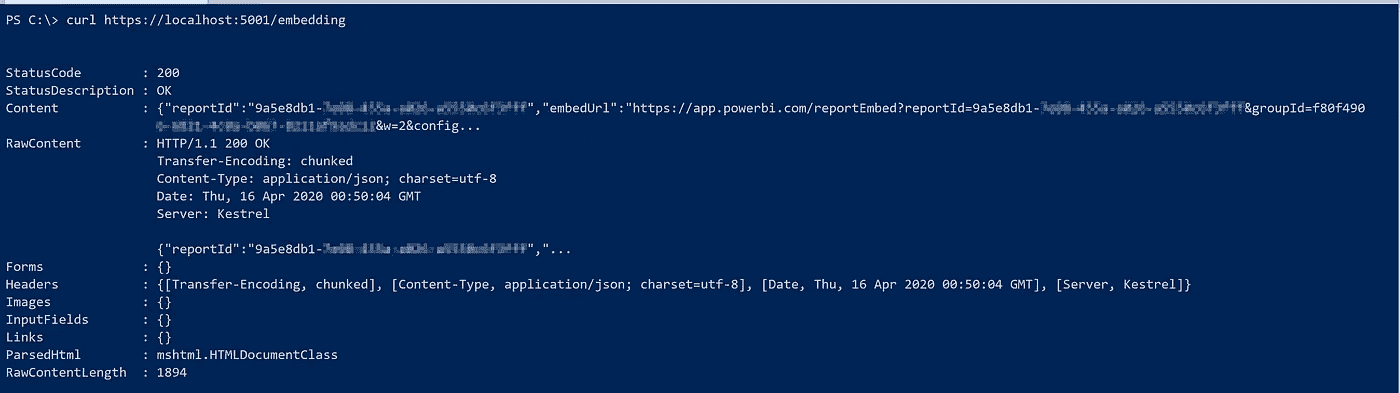 PS C:\> curl https://localhost:5001/embedding
StatusCode : 200
StatusDescription : OK
Content : {"reportId":"9a5e8db1- ","embedUrl":"https://app.powerbi.com/reportEmbed?reportId=9a5e8db1- &groupId=f80f490
&w=2&config...
RawContent : HTTP/1.1 200 OK
Transfer-Encoding: chunked
Content-Type: application/json; charset=utf-8
Date: Thu, 16 Apr 2020 00:50:04 GMT
Server: Kestrel
{"reportId":"9a5e8db1- ","...
Forms : {}
Headers : {[Transfer-Encoding, chunked], [Content-Type, application/json; charset=utf-8], [Date, Thu, 16 Apr 2020 00:50:04 GMT], [Server, Kestrel]}
Images : {}
InputFields : {}
Links : {}
ParsedHtml : mshtml.HTMLDocumentClass
RawContentLength : 1894